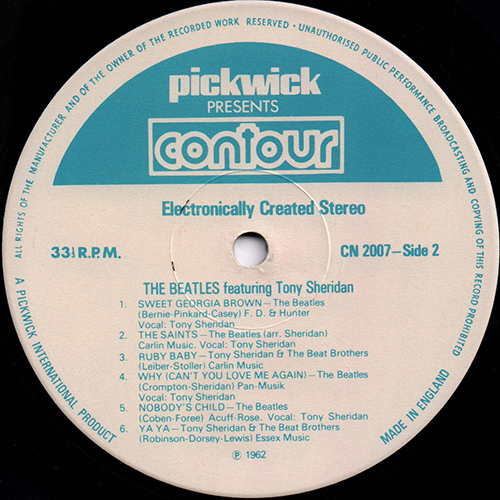 ALL RIGHTS OF THE MANUFACTURER AND OF THE OWNER OF THE RECORDED WORK RESERVED · UNAUTHORISED PUBLIC PERFORMANCE BROADCASTING AND COPYING OF THIS RECORD PROHIBITED
pickwick
PRESENTS
contour
Electronically Created Stereo
33⅓ R.P.M.
CN 2007—Side 2
THE BEATLES featuring Tony Sheridan
1. SWEET GEORGIA BROWN—The Beatles
(Bernie-Pinkard-Casey) F. D. & Hunter
Vocal: Tony Sheridan
2. THE SAINTS—The Beatles (arr. Sheridan)
Carlin Music. Vocal: Tony Sheridan
3. RUBY BABY—Tony Sheridan & The Beat Brothers
(Leiber-Stoller) Carlin Music
4. WHY (CAN'T YOU LOVE ME AGAIN)—The Beatles
(Crompton-Sheridan) Pan-Musik
Vocal: Tony Sheridan
5. NOBODY'S CHILD—The Beatles
(Coben-Foree) Acuff-Rose. Vocal: Tony Sheridan
6. YA YA—Tony Sheridan & The Beat Brothers
(Robinson-Dorsey-Lewis) Essex Music
℗ 1962
A PICKWICK INTERNATIONAL PRODUCT
MADE IN ENGLAND